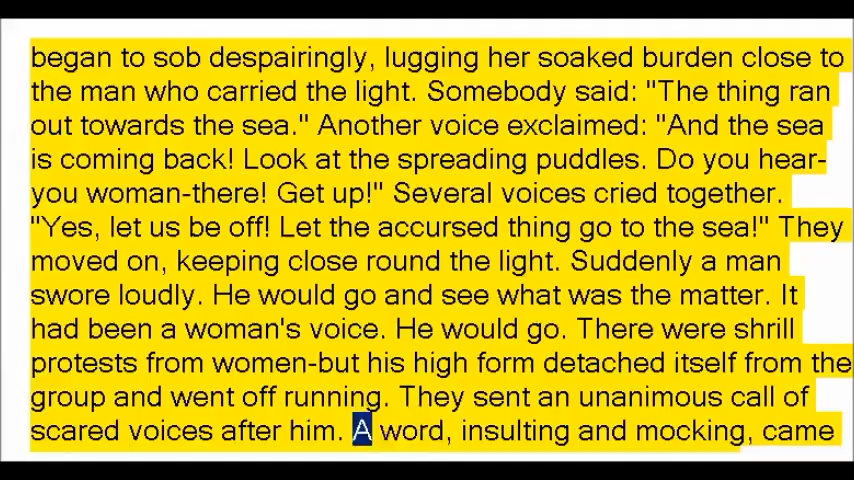 began to sob despairingly, lugging her soaked burden close to
the man who carried the light. Somebody said: "The thing ran
out towards the sea." Another voice exclaimed: "And the sea
is coming back! Look at the spreading puddles. Do you hear-
you woman-there! Get up!" Several voices cried together.
"Yes, let us be off! Let the accursed thing go to the sea!" They
moved on, keeping close round the light. Suddenly a man
swore loudly. He would go and see what was the matter. It
had been a woman's voice. He would go. There were shrill
protests from women-but his high form detached itself from the
group and went off running. They sent an unanimous call of
scared voices after him. A word, insulting and mocking, came